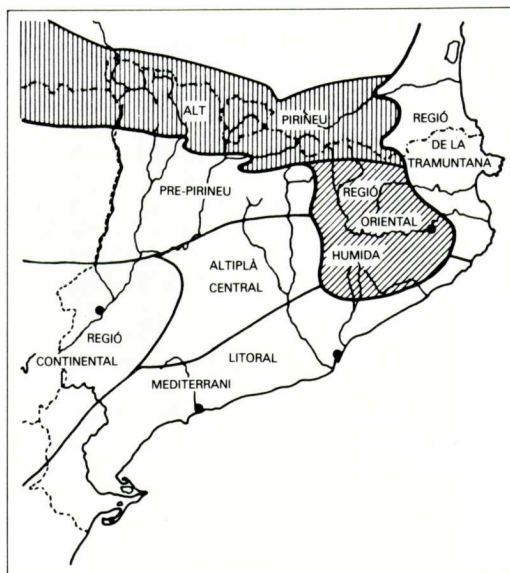 ALT
PIRINEU
REGIÓ
DE LA
TRAMUNTANA
PRE-PIRINEU
REGIÓ
ORIENTAL
HUMIDA
ALTIPLÀ
CENTRAL
REGIÓ
CONTINENTAL
LITORAL
MEDITERRANI